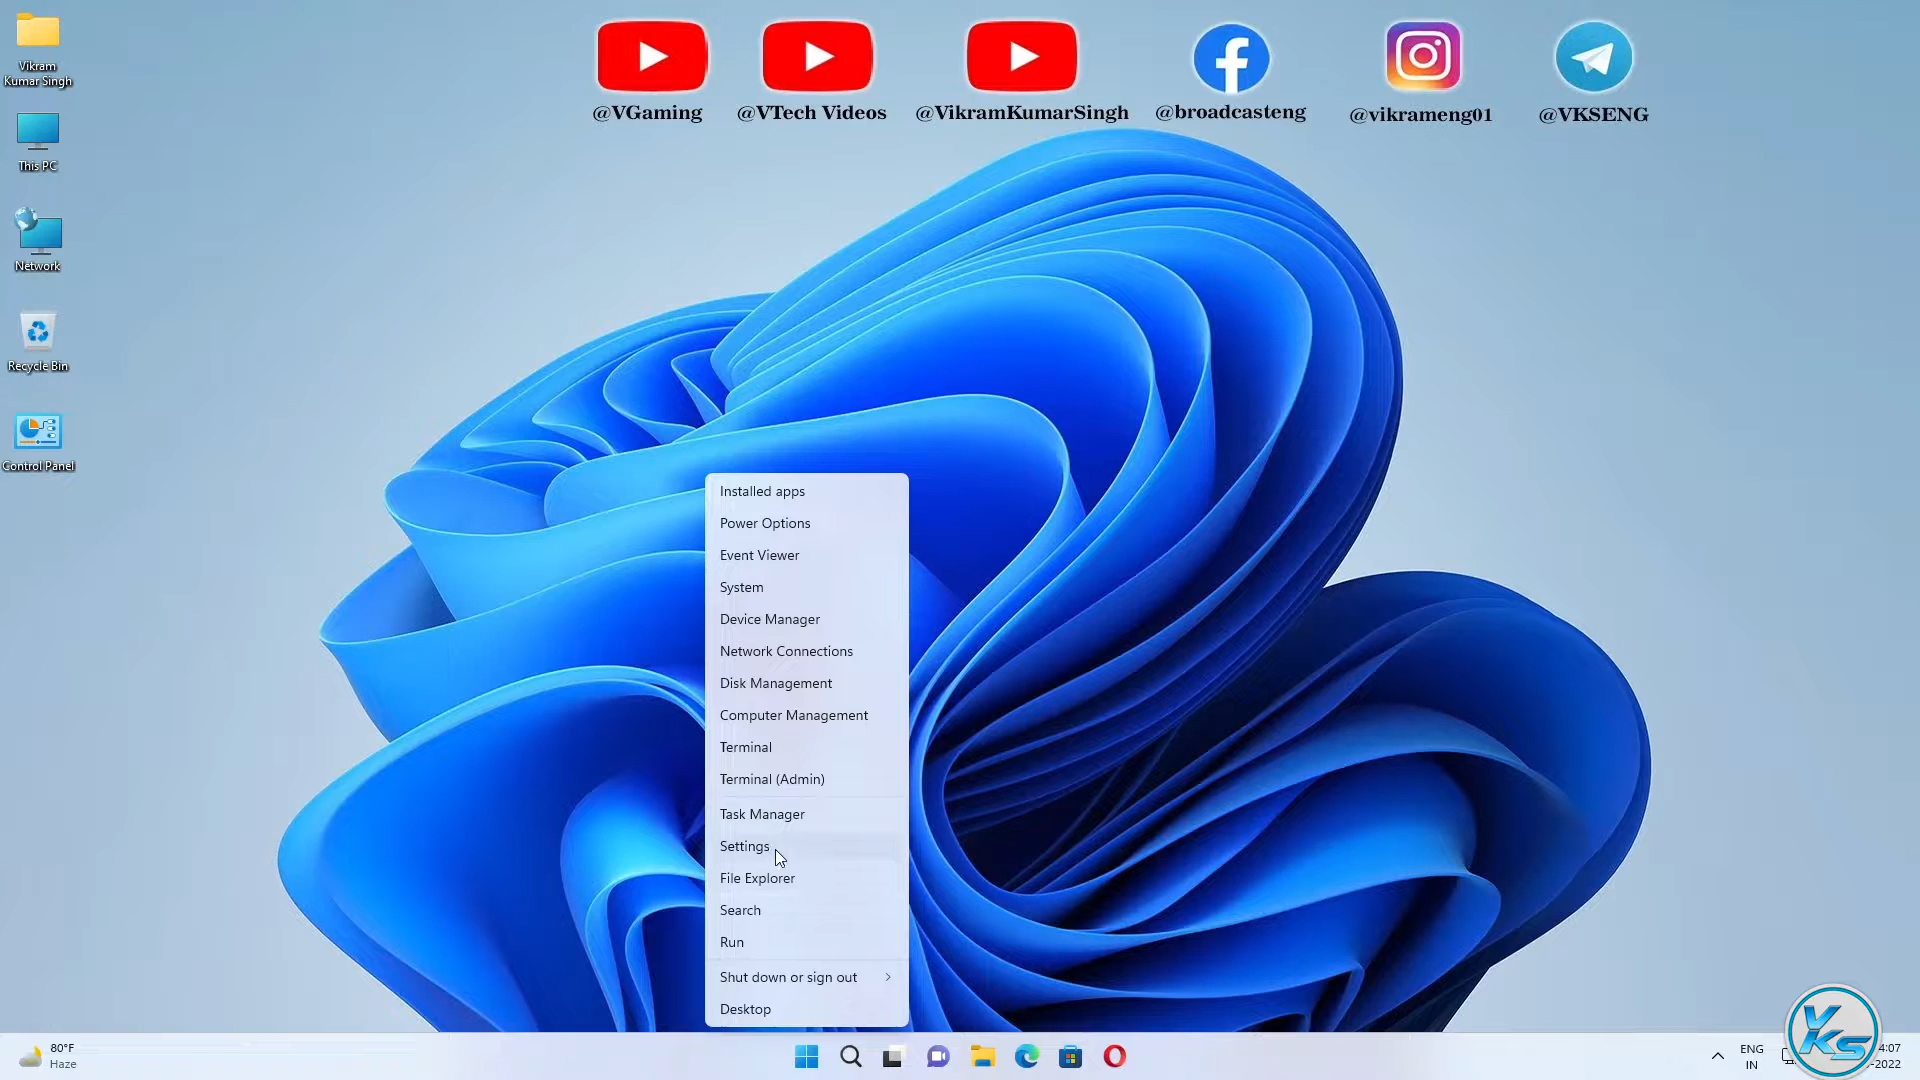 @VGaming
@VTech Videos
@VikramKumarSingh
@broadcasteng
@vikrameng01
@VKSENG
Vikram
Kumar Singh
This PC
Network
Recycle Bin
Control Panel
Installed apps
Power Options
Event Viewer
System
Device Manager
Network Connections
Disk Management
Computer Management
Terminal
Terminal (Admin)
Task Manager
Settings
File Explorer
Search
Run
Shut down or sign out
Desktop
80°F
Haze
ENG
IN
4:07
-2022
VKS